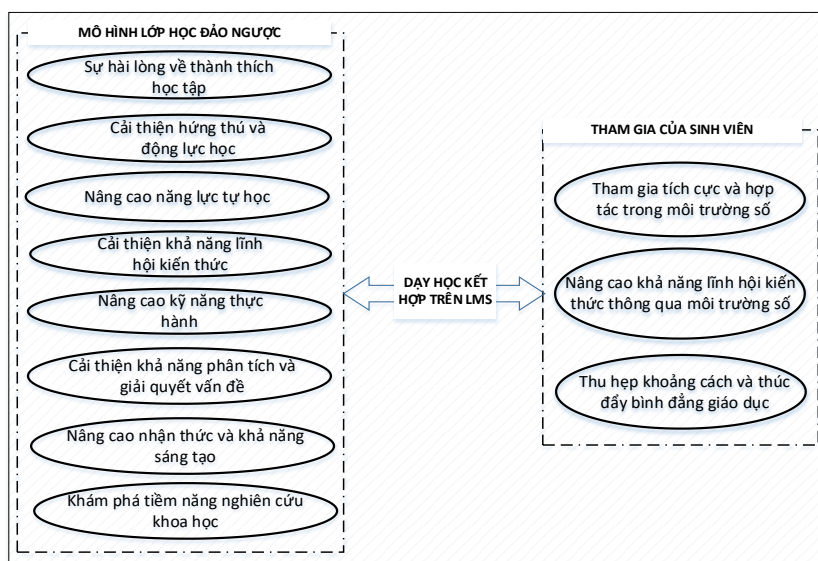 MÔ HÌNH LỚP HỌC ĐẢO NGƯỢC
Sự hài lòng về thành thích
học tập
Cải thiện hứng thú và
động lực học
Nâng cao năng lực tự học
Cải thiện khả năng lĩnh
hội kiến thức
Nâng cao kỹ năng thực
hành
Cải thiện khả năng phân tích và
giải quyết vấn đề
Nâng cao nhận thức và khả năng
sáng tạo
Khám phá tiềm năng nghiên cứu
khoa học
DẠY HỌC KẾT
HỢP TRÊN LMS
THAM GIA CỦA SINH VIÊN
Tham gia tích cực và hợp
tác trong môi trường số
Nâng cao khả năng lĩnh hội kiến
thức thông qua môi trường số
Thu hẹp khoảng cách và thúc
đẩy bình đẳng giáo dục